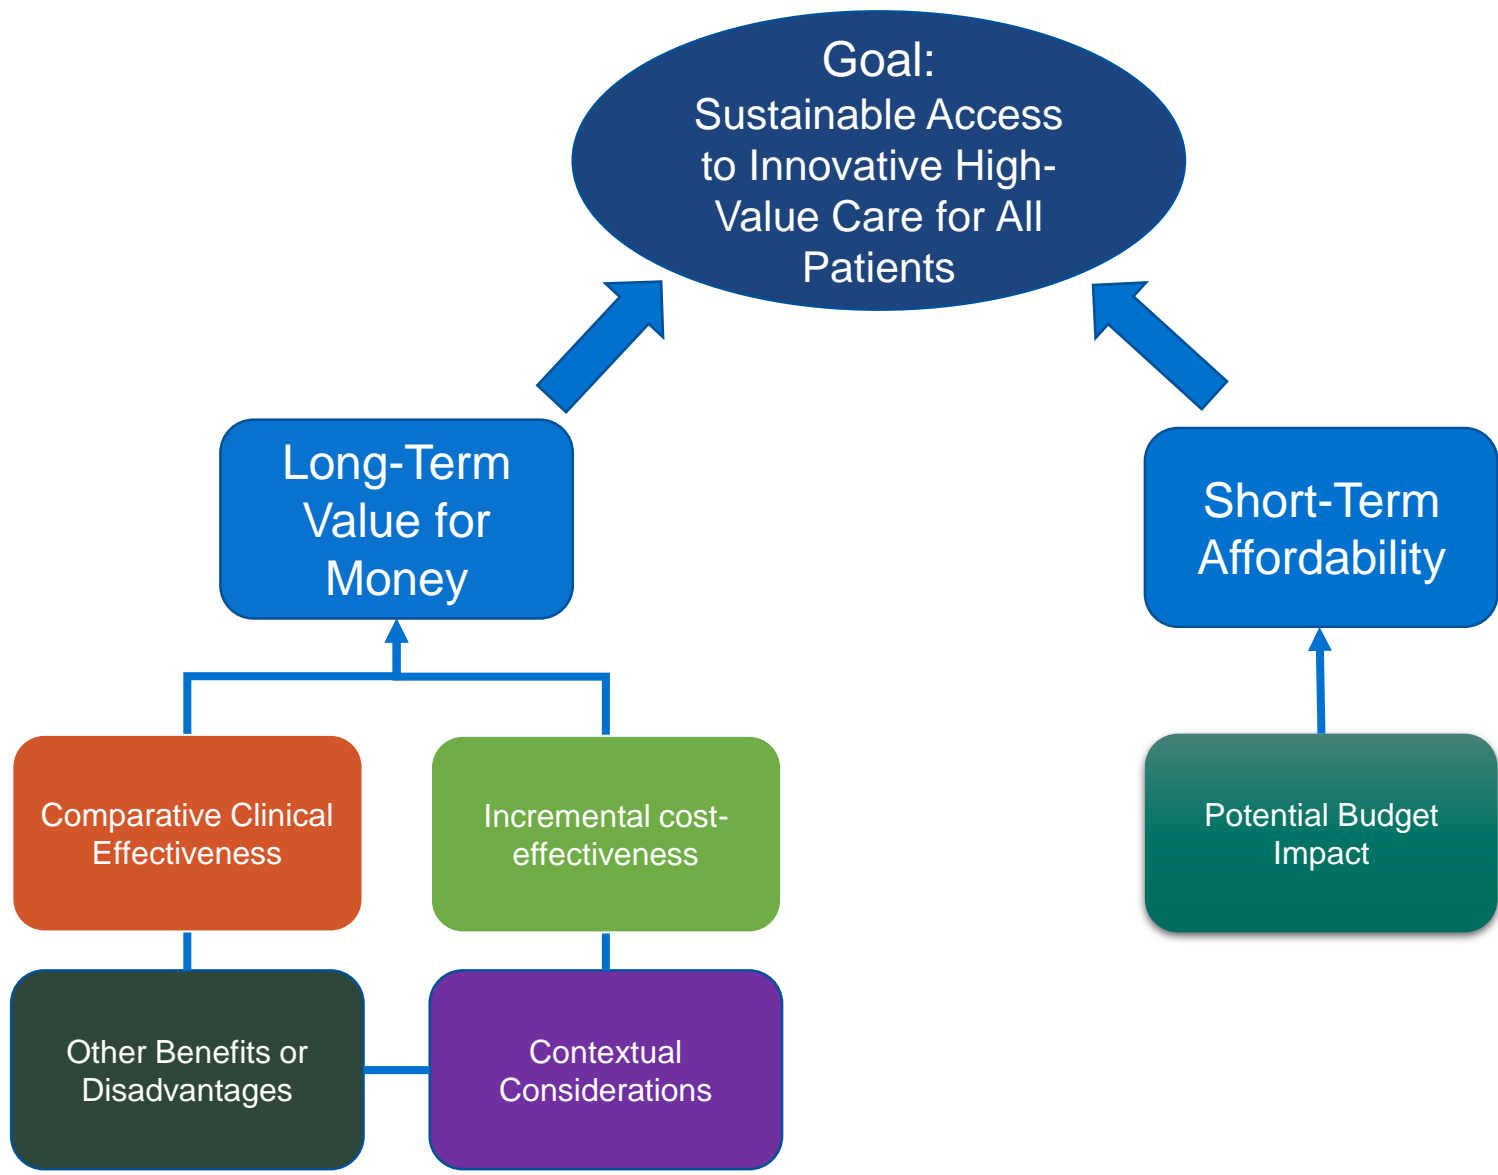 Goal:
Sustainable Access
to Innovative High-
Value Care for All
Patients
Long-Term
Value for
Money
Short-Term
Affordability
Comparative Clinical
Effectiveness
Incremental cost-
effectiveness
Potential Budget
Impact
Other Benefits or
Disadvantages
Contextual
Considerations